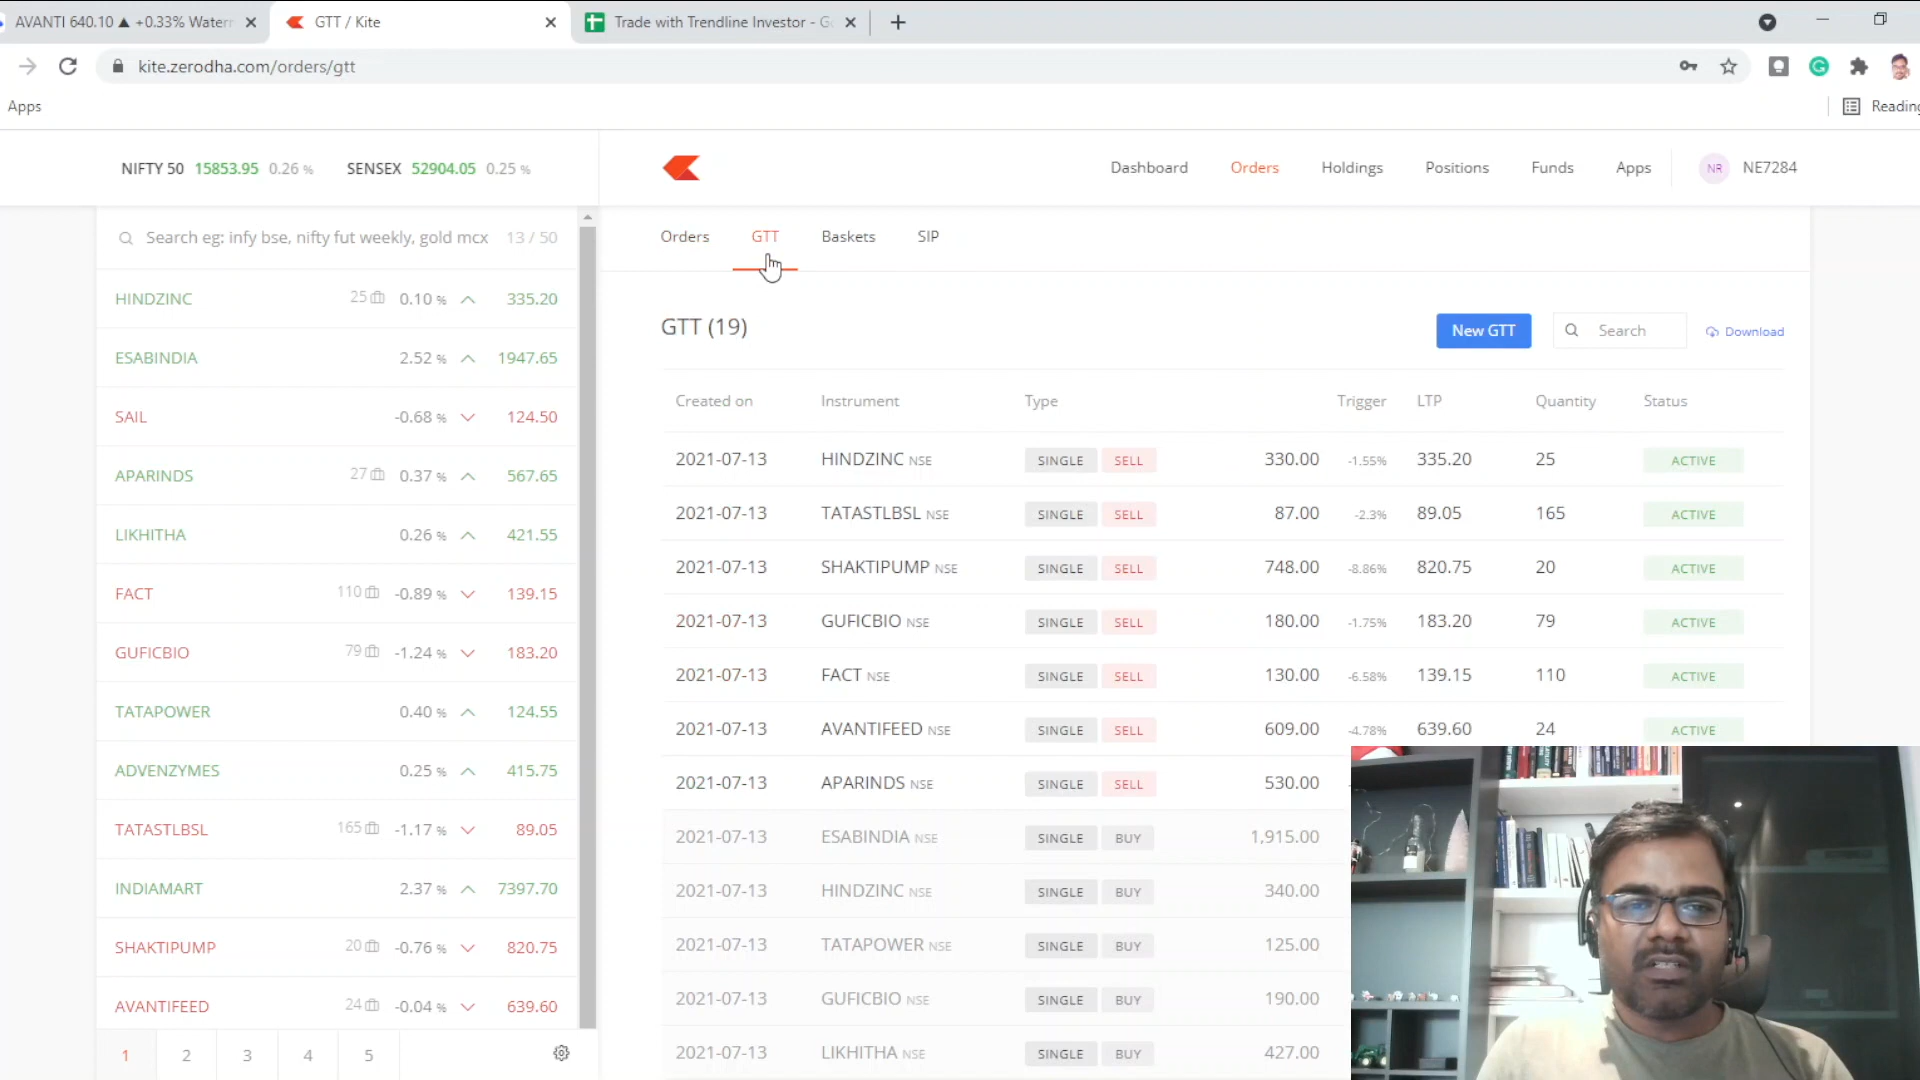 AVANTI 640.10 ▲ +0.33% Watern
GTT / Kite
Trade with Trendline Investor - Go
kite.zerodha.com/orders/gtt
Apps
Reading
NIFTY 50 15853.95 0.26 % SENSEX 52904.05 0.25 %
Dashboard Orders Holdings Positions Funds Apps NR NE7284
Search eg: infy bse, nifty fut weekly, gold mcx 13 / 50
HINDZINC 25 0.10 % 335.20
ESABINDIA 2.52 % 1947.65
SAIL -0.68 % 124.50
APARINDS 27 0.37 % 567.65
LIKHITHA 0.26 % 421.55
FACT 110 -0.89 % 139.15
GUFICBIO 79 -1.24 % 183.20
TATAPOWER 0.40 % 124.55
ADVENZYMES 0.25 % 415.75
TATASTLBSL 165 -1.17 % 89.05
INDIAMART 2.37 % 7397.70
SHAKTIPUMP 20 -0.76 % 820.75
AVANTIFEED 24 -0.04 % 639.60
1 2 3 4 5
Orders GTT Baskets SIP
GTT (19)
New GTT Search Download
Created on Instrument Type Trigger LTP Quantity Status
2021-07-13 HINDZINC NSE SINGLE SELL 330.00 -1.55% 335.20 25 ACTIVE
2021-07-13 TATASTLBSL NSE SINGLE SELL 87.00 -2.3% 89.05 165 ACTIVE
2021-07-13 SHAKTIPUMP NSE SINGLE SELL 748.00 -8.86% 820.75 20 ACTIVE
2021-07-13 GUFICBIO NSE SINGLE SELL 180.00 -1.75% 183.20 79 ACTIVE
2021-07-13 FACT NSE SINGLE SELL 130.00 -6.58% 139.15 110 ACTIVE
2021-07-13 AVANTIFEED NSE SINGLE SELL 609.00 -4.78% 639.60 24 ACTIVE
2021-07-13 APARINDS NSE SINGLE SELL 530.00
2021-07-13 ESABINDIA NSE SINGLE BUY 1,915.00
2021-07-13 HINDZINC NSE SINGLE BUY 340.00
2021-07-13 TATAPOWER NSE SINGLE BUY 125.00
2021-07-13 GUFICBIO NSE SINGLE BUY 190.00
2021-07-13 LIKHITHA NSE SINGLE BUY 427.00